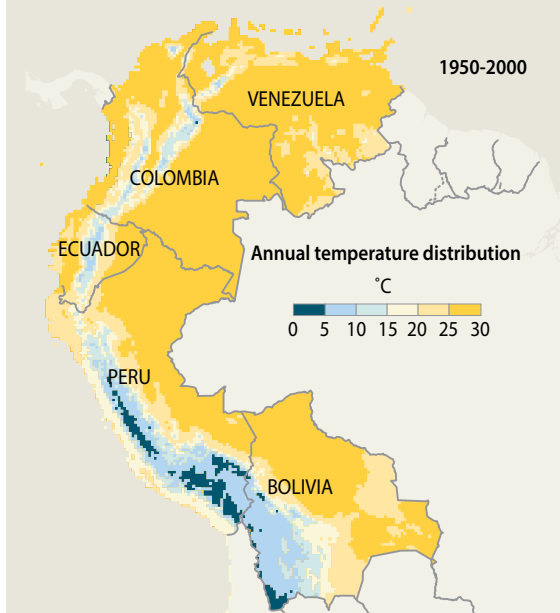 1950-2000
VENEZUELA
COLOMBIA
ECUADOR
Annual temperature distribution
˚C
0 5 10 15 20 25 30
PERU
BOLIVIA